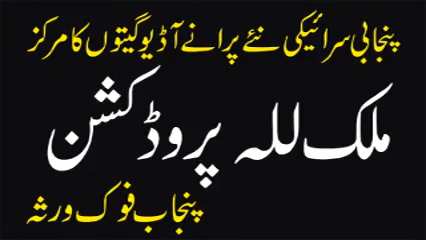 پنجابی سرائیکی نئے پرانے آڈیو گیتوں کا مرکز
ملک للہ پروڈکشن
پنجاب فوک ورثہ